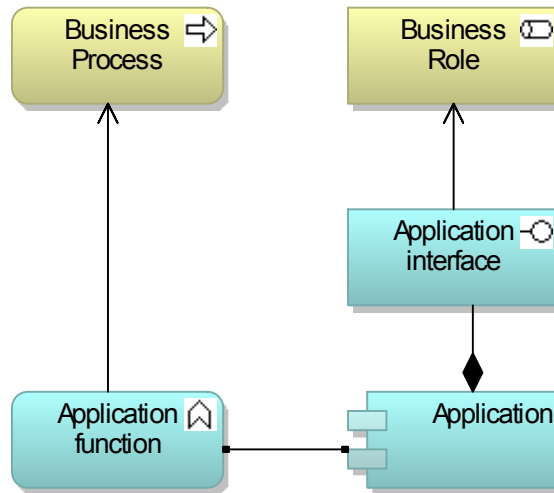 Business
Process
Business
Role
Application
interface
Application
function
Application